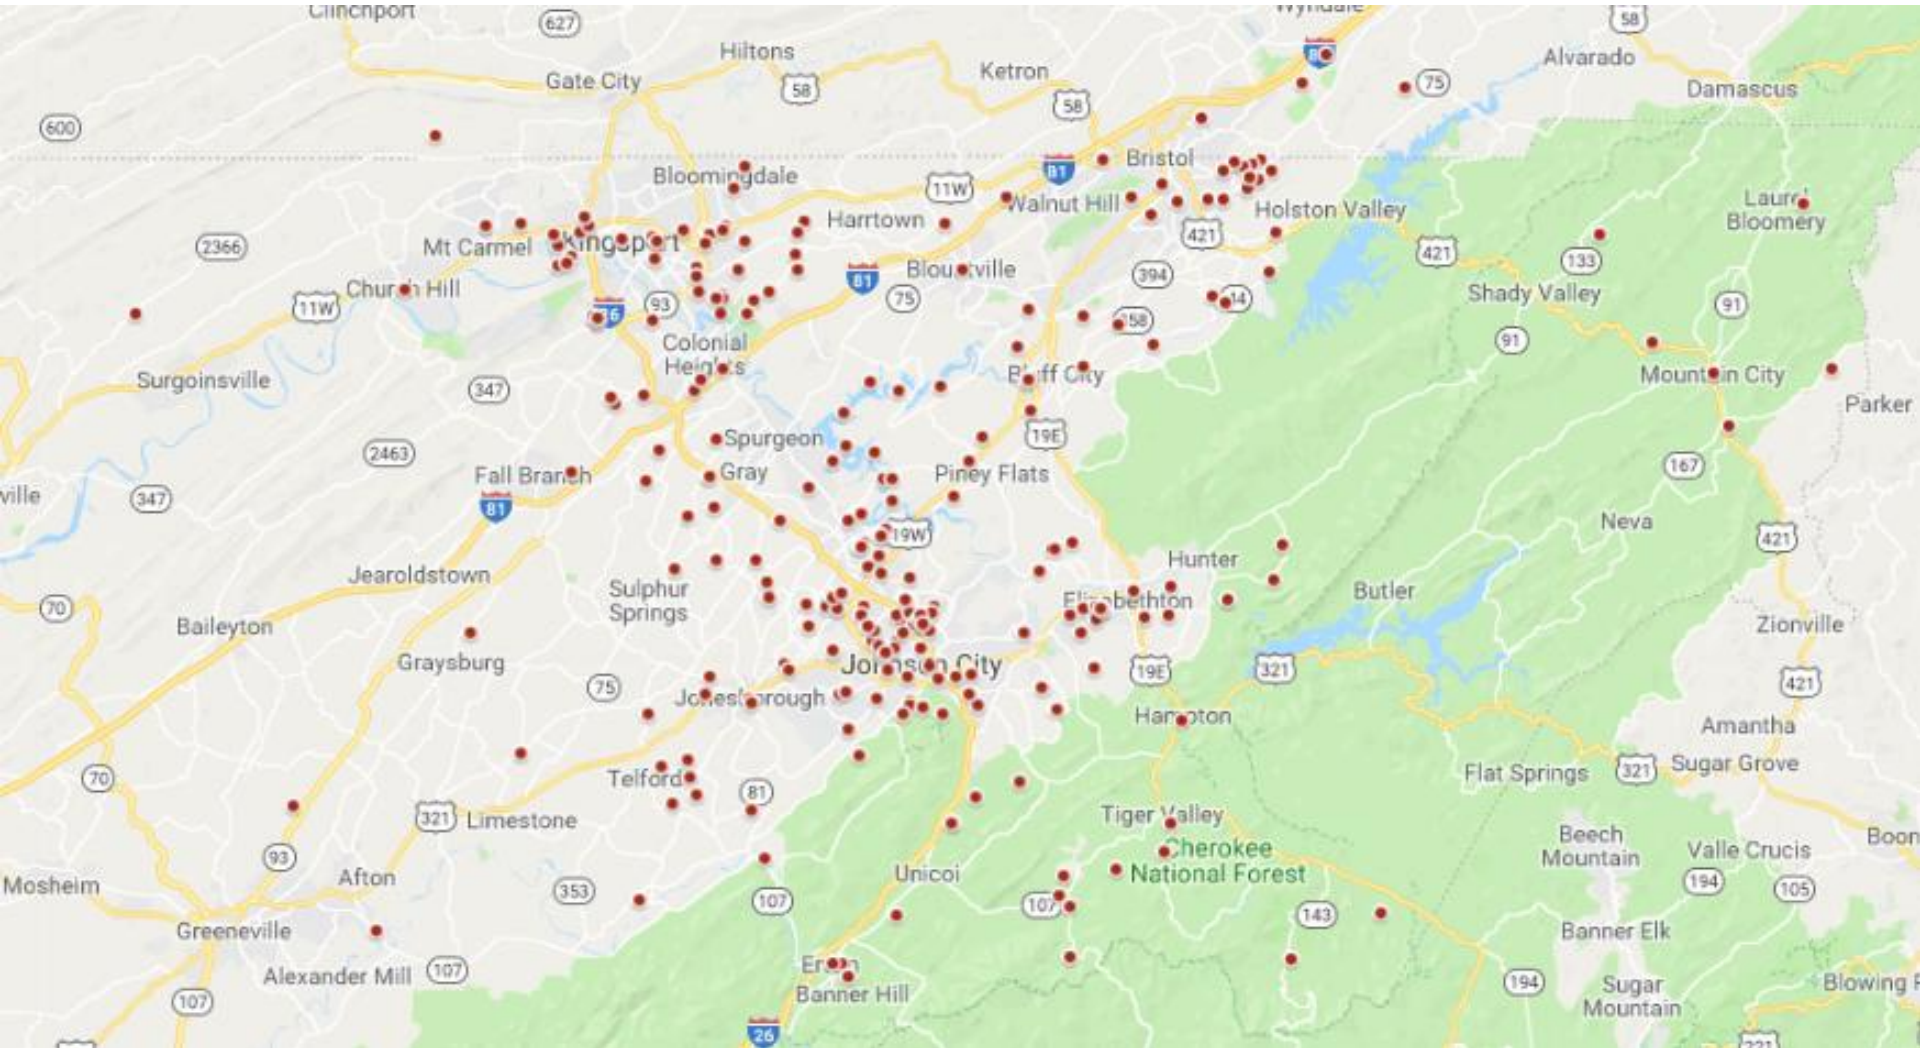 Clinchport
627
Wyndale
58
Hiltons
Alvarado
Ketron
Gate City
58
75
Damascus
58
600
Bristol
81
Bloomingdale
11W
Walnut Hill
Laurel
Bloomery
Holston Valley
Harrtown
421
Kingsport
2366
Mt Carmel
421
133
Blountville
81
394
75
Church Hill
Shady Valley
11W
93
91
26
44
358
91
Colonial
Heights
Surgoinsville
347
Bluff City
Mountain City
Parker
19E
Spurgeon
2463
Gray
Fall Branch
Piney Flats
167
ville
347
81
Neva
19W
421
Hunter
Jearoldstown
Sulphur
Springs
Butler
70
Elizabethton
Baileyton
Zionville
Graysburg
Johnson City
19E
321
75
Jonesborough
421
Hampton
Amantha
Sugar Grove
Flat Springs
321
70
Telford
81
321
Limestone
Tiger Valley
Beech
Mountain
Valle Crucis
Boon
93
Cherokee
National Forest
Unicoi
Mosheim
Afton
353
107
194
105
107
143
Greeneville
Banner Elk
Erwin
Alexander Mill
107
194
Sugar
Mountain
Blowing R
Banner Hill
107
26
221